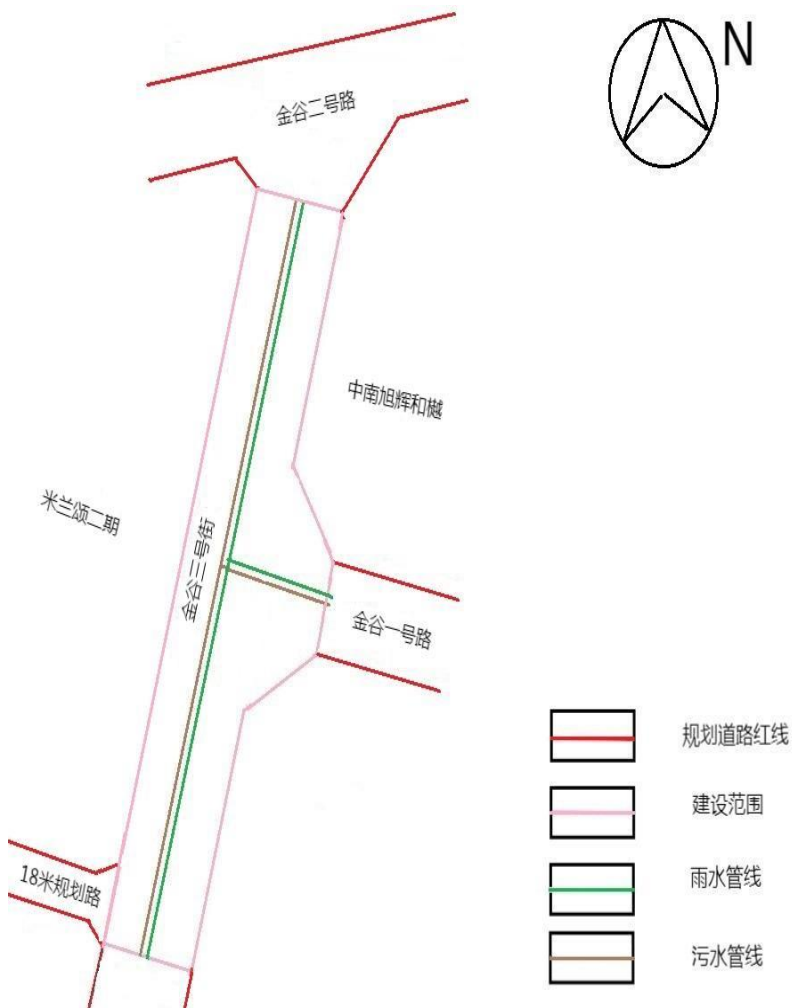 N
金谷二号路
中南旭辉和樾
米兰颂二期
金谷三号街
金谷一号路
18米规划路
规划道路红线
建设范围
雨水管线
污水管线